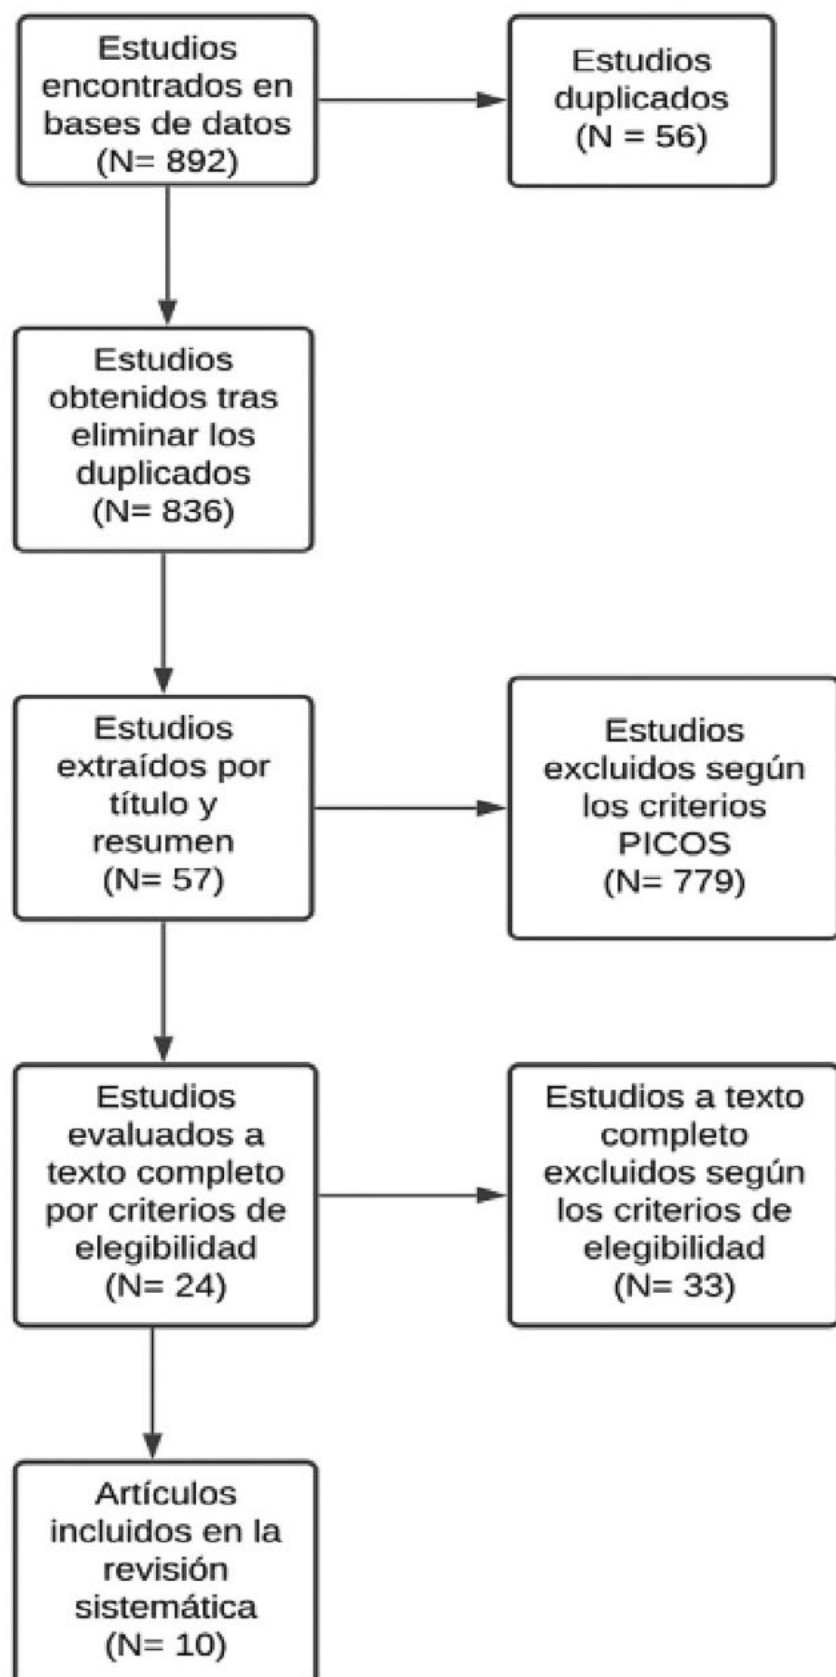 Estudios
encontrados en
bases de datos
(N= 892)
Estudios
duplicados
(N = 56)
Estudios
obtenidos tras
eliminar los
duplicados
(N= 836)
Estudios
extraídos por
título y
resumen
(N= 57)
Estudios
excluidos según
los criterios
PICOS
(N= 779)
Estudios
evaluados a
texto completo
por criterios de
elegibilidad
(N= 24)
Estudios a texto
completo
excluidos según
los criterios de
elegibilidad
(N= 33)
Artículos
incluidos en la
revisión
sistemática
(N= 10)